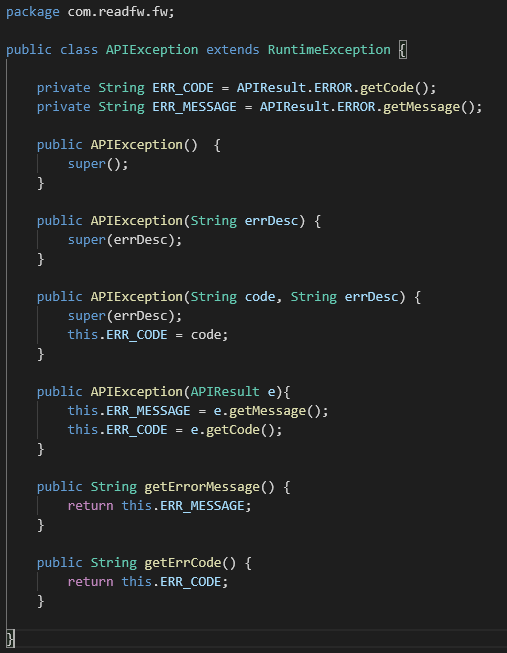 package com.readfw.fw;
public class APIException extends RuntimeException {
private String ERR_CODE = APIResult.ERROR.getCode();
private String ERR_MESSAGE = APIResult.ERROR.getMessage();
public APIException()  {
super();
}
public APIException(String errDesc) {
super(errDesc);
}
public APIException(String code, String errDesc) {
super(errDesc);
this.ERR_CODE = code;
}
public APIException(APIResult e){
this.ERR_MESSAGE = e.getMessage();
this.ERR_CODE = e.getCode();
}
public String getErrorMessage() {
return this.ERR_MESSAGE;
}
public String getErrCode() {
return this.ERR_CODE;
}
}